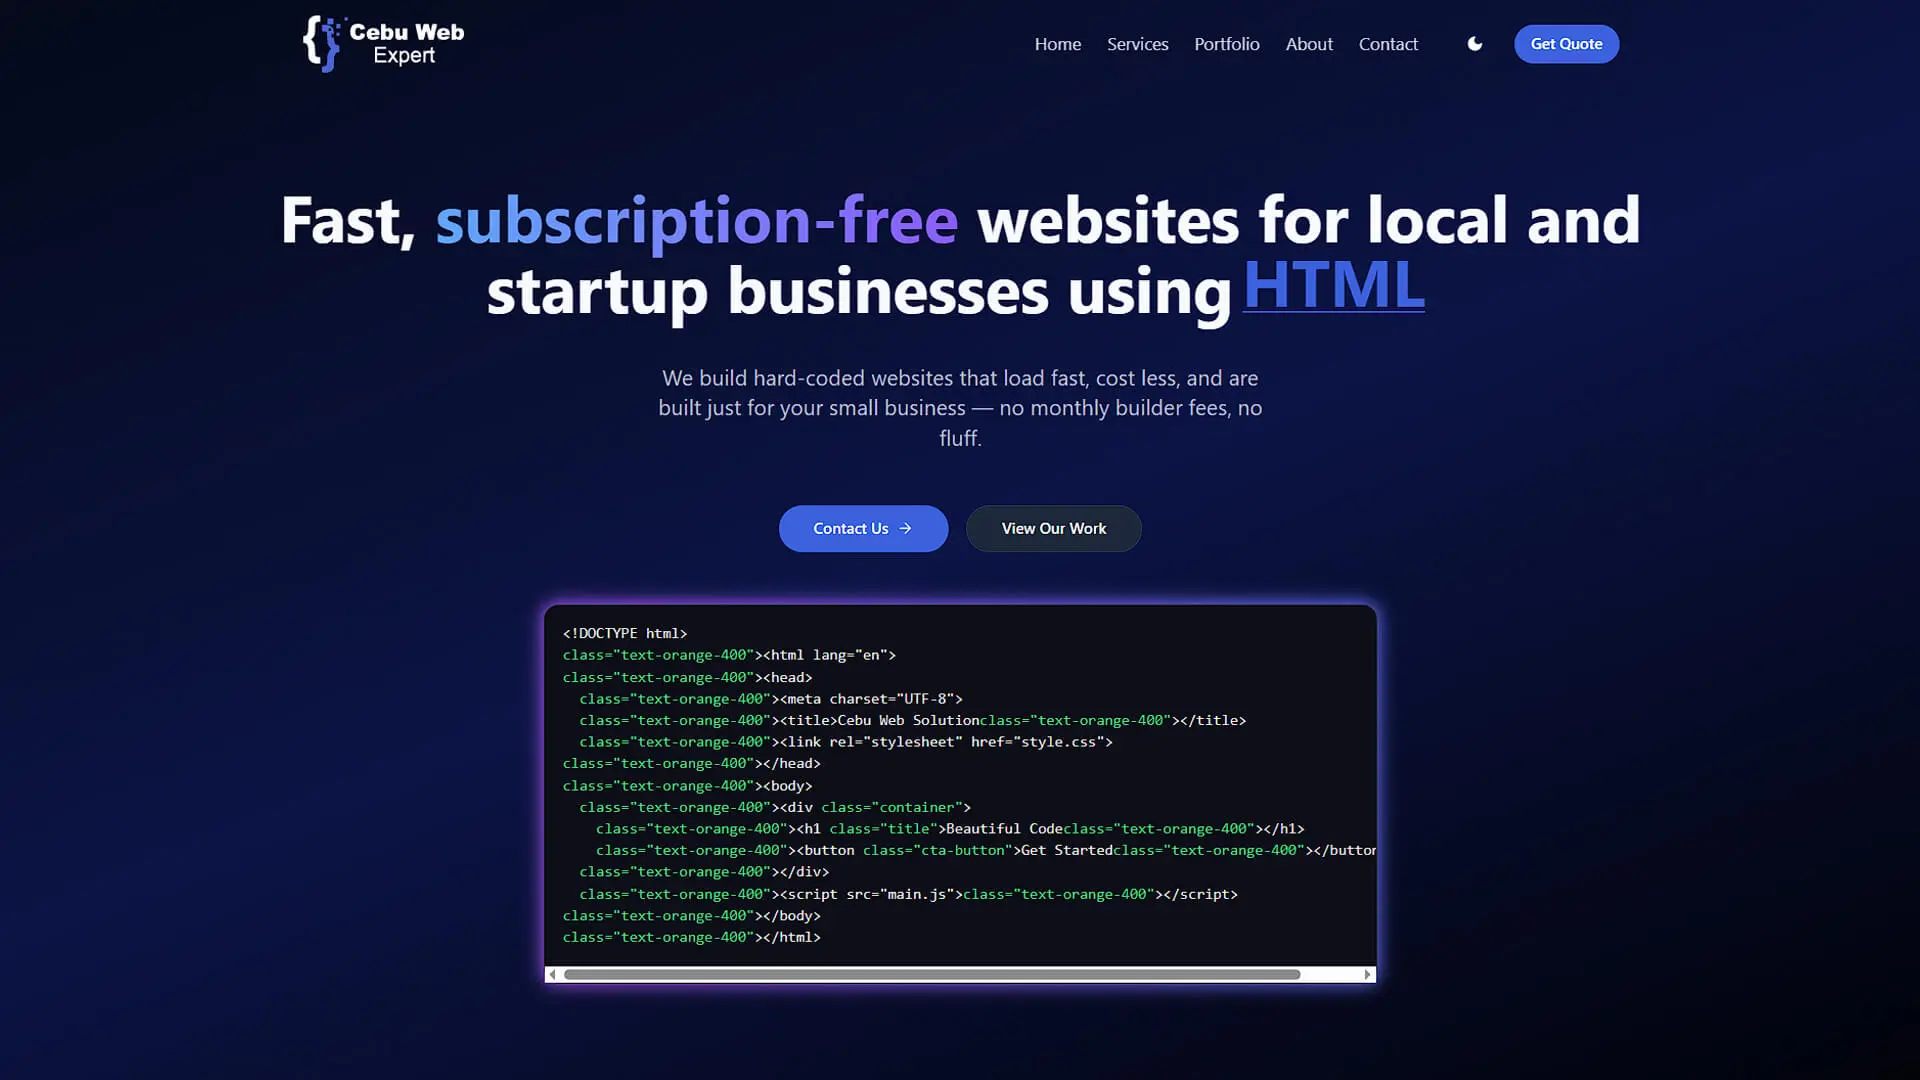 Cebu Web
Expert
Home Services Portfolio About Contact Get Quote
Fast, subscription-free websites for local and
startup businesses using HTML
We build hard-coded websites that load fast, cost less, and are
built just for your small business — no monthly builder fees, no
fluff.
Contact Us → View Our Work
<!DOCTYPE html>
class="text-orange-400"><html lang="en">
class="text-orange-400"><head>
  class="text-orange-400"><meta charset="UTF-8">
  class="text-orange-400"><title>Cebu Web Solutionclass="text-orange-400"></title>
  class="text-orange-400"><link rel="stylesheet" href="style.css">
class="text-orange-400"></head>
class="text-orange-400"><body>
  class="text-orange-400"><div class="container">
    class="text-orange-400"><h1 class="title">Beautiful Codeclass="text-orange-400"></h1>
    class="text-orange-400"><button class="cta-button">Get Startedclass="text-orange-400"></button
  class="text-orange-400"></div>
  class="text-orange-400"><script src="main.js">class="text-orange-400"></script>
class="text-orange-400"></body>
class="text-orange-400"></html>